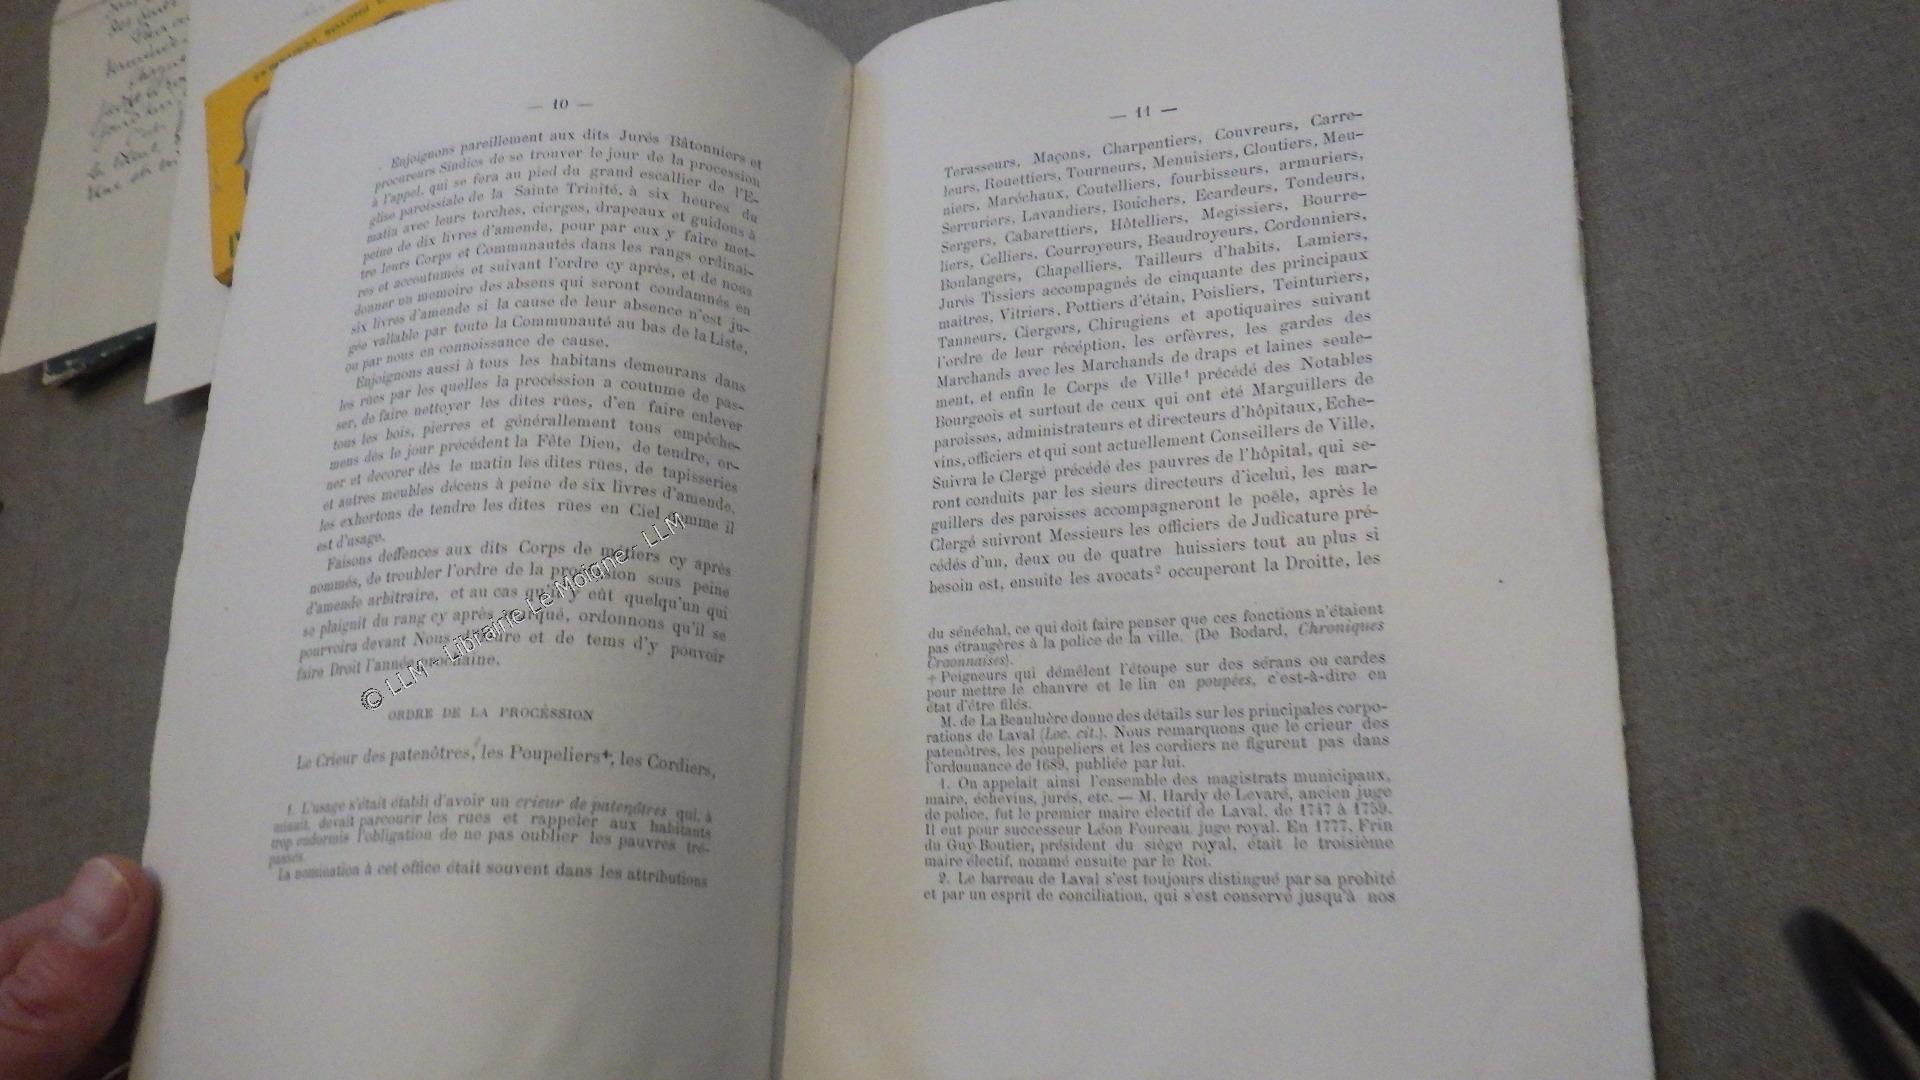 — 10 —
Enjoignons pareillement aux dits Jurés Bâtonniers et
procureurs Sindics de se trouver le jour de la procession
à l'appel, qui se fera au pied du grand escallier de l'E-
glise paroissiale de la Sainte Trinité, à six heures du
matin avec leurs torches, cierges, drapeaux et guidons à
peine de dix livres d'amende, pour par eux y faire met-
tre leurs Corps et Communautés dans les rangs ordinai-
res et accoutumés et suivant l'ordre cy après, et de nous
donner un memoire des absens qui seront condamnés en
six livres d'amende si la cause de leur absence n'est ju-
gée vallable par toute la Communauté au bas de la Liste,
ou par nous en connoissance de cause.
Enjoignons aussi à tous les habitans demeurans dans
les rües par les quelles la procéssion a coutume de pas-
ser, de faire nettoyer les dites rües, d'en faire enlever
tous les bois, pierres et générallement tous empêche-
mens dès le jour précédent la Fête Dieu, de tendre, or-
ner et decorer dès le matin les dites rües, de tapisseries
et autres meubles décens à peine de six livres d'amende,
les exhortons de tendre les dites rües en Ciel comme il
est d'usage.
Faisons deffences aux dits Corps de métiers cy après
nommés, de troubler l'ordre de la procession sous peine
d'amende arbitraire, et au cas qu'il y eût quelqu'un qui
se plaignit du rang cy après marqué, ordonnons qu'il se
pourvoira devant Nous d'heure et de tems d'y pouvoir
faire Droit l'année prochaine.
ORDRE DE LA PROCÈSSION
Le Crieur des patenôtres, les Poupeliers+, les Cordiers,
1. L'usage s'était établi d'avoir un crieur de patenôtres qui, à
minuit, devait parcourir les rues et rappeler aux habitants
trop endormis l'obligation de ne pas oublier les pauvres tré-
passés.
La nomination à cet office était souvent dans les attributions
© LLM - Librairie Le Moigne - LLM
— 11 —
Terasseurs, Maçons, Charpentiers, Couvreurs, Carre-
leurs, Rouettiers, Tourneurs, Menuisiers, Cloutiers, Meu-
niers, Maréchaux, Coutelliers, fourbisseurs, armuriers,
Serruriers, Lavandiers, Bouchers, Ecardeurs, Tondeurs,
Sergers, Cabarettiers, Hôtelliers, Megissiers, Bourre-
liers, Celliers, Courroyeurs, Beaudroyeurs, Cordonniers,
Boulangers, Chapelliers, Tailleurs d'habits, Lamiers,
Jurés Tissiers accompagnés de cinquante des principaux
maîtres, Vitriers, Pottiers d'étain, Poisliers, Teinturiers,
Tanneurs, Ciergers, Chirugiens et apotiquaires suivant
l'ordre de leur récéption, les orfèvres, les gardes des
Marchands avec les Marchands de draps et laines seule-
ment, et enfin le Corps de Ville¹ précédé des Notables
Bourgeois et surtout de ceux qui ont été Marguillers de
paroisses, administrateurs et directeurs d'hôpitaux, Eche-
vins, officiers et qui sont actuellement Conseillers de Ville,
Suivra le Clergé précédé des pauvres de l'hôpital, qui se-
ront conduits par les sieurs directeurs d'icelui, les mar-
guillers des paroisses accompagneront le poêle, après le
Clergé suivront Messieurs les officiers de Judicature pré-
cédés d'un, deux ou de quatre huissiers tout au plus si
besoin est, ensuite les avocats² occuperont la Droitte, les
du sénéchal, ce qui doit faire penser que ces fonctions n'étaient
pas étrangères à la police de la ville. (De Bodard, Chroniques
Craonnaises).
+ Peigneurs qui démêlent l'étoupe sur des sérans ou cardes
pour mettre le chanvre et le lin en poupées, c'est-à-dire en
état d'être filés.
M. de La Beauluère donne des détails sur les principales corpo-
rations de Laval (Loc. cit.). Nous remarquons que le crieur des
patenôtres, les poupeliers et les cordiers ne figurent pas dans
l'ordonnance de 1689, publiée par lui.
1. On appelait ainsi l'ensemble des magistrats municipaux,
maire, échevins, jurés, etc. — M. Hardy de Levaré, ancien juge
de police, fut le premier maire électif de Laval, de 1747 à 1759.
Il eut pour successeur Léon Foureau, juge royal. En 1777, Frin
du Guy-Boutier, président du siège royal, était le troisième
maire électif, nommé ensuite par le Roi.
2. Le barreau de Laval s'est toujours distingué par sa probité
et par un esprit de conciliation, qui s'est conservé jusqu'à nos